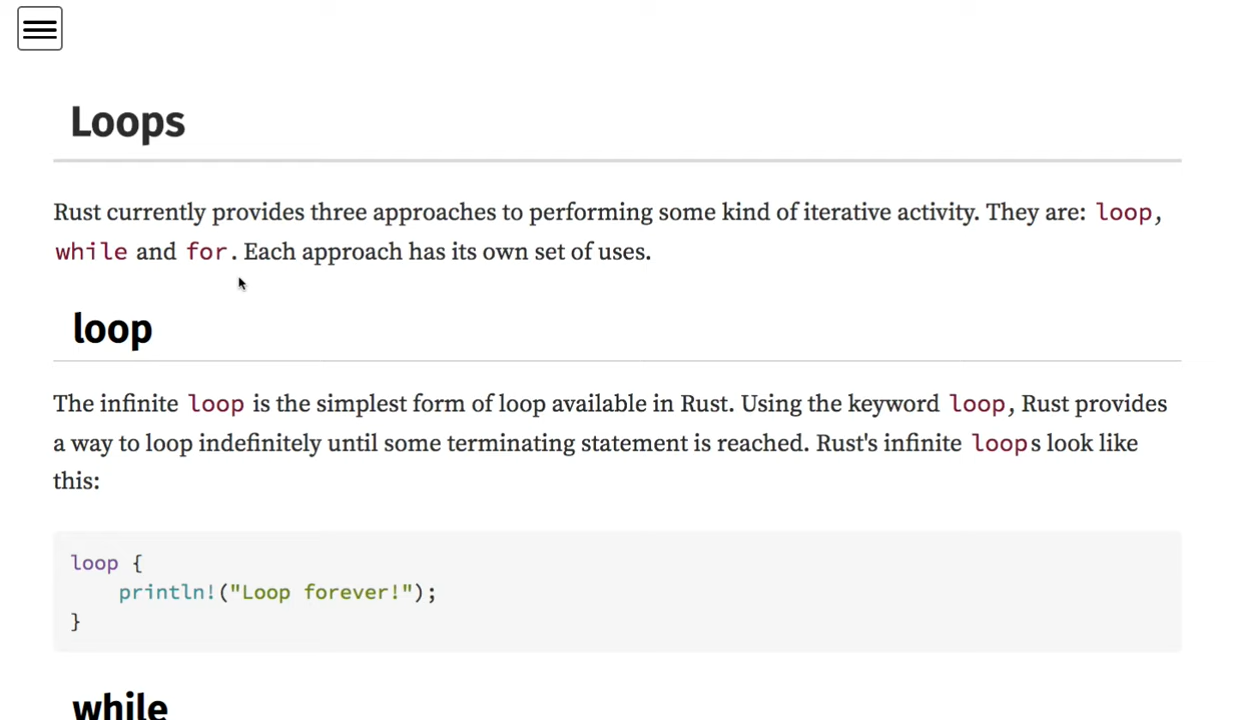 Loops
Rust currently provides three approaches to performing some kind of iterative activity. They are: loop,
while and for. Each approach has its own set of uses.
loop
The infinite loop is the simplest form of loop available in Rust. Using the keyword loop, Rust provides
a way to loop indefinitely until some terminating statement is reached. Rust's infinite loops look like
this:
loop {
    println!("Loop forever!");
}
while